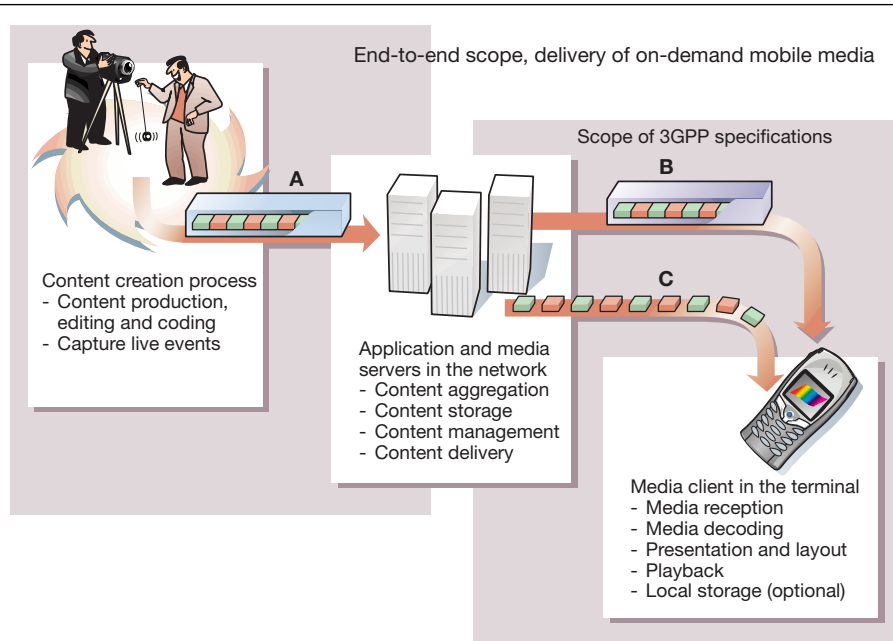 End-to-end scope, delivery of on-demand mobile media
Scope of 3GPP specifications
A
B
C
Content creation process
- Content production,
editing and coding
- Capture live events
Application and media
servers in the network
- Content aggregation
- Content storage
- Content management
- Content delivery
Media client in the terminal
- Media reception
- Media decoding
- Presentation and layout
- Playback
- Local storage (optional)